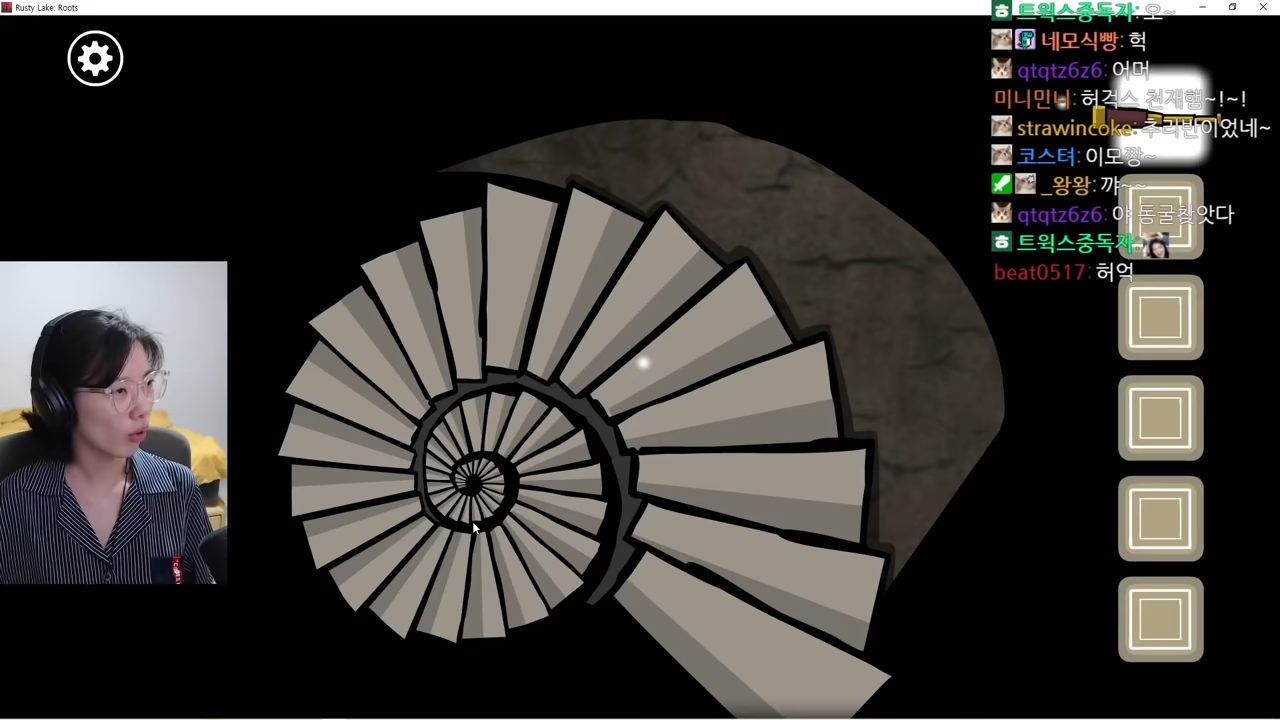 Rusty Lake: Roots
트윅스중독자: 오~
네모식빵: 헉
qtqtz6z6: 어머
미니민니: 허걱스 천재햄~!~!
strawincoke: 추리반이었네~
코스텨: 이모짱~
_왕왕: 꺄~~
qtqtz6z6: 야 동굴찾앗다
트윅스중독자:
beat0517: 허억